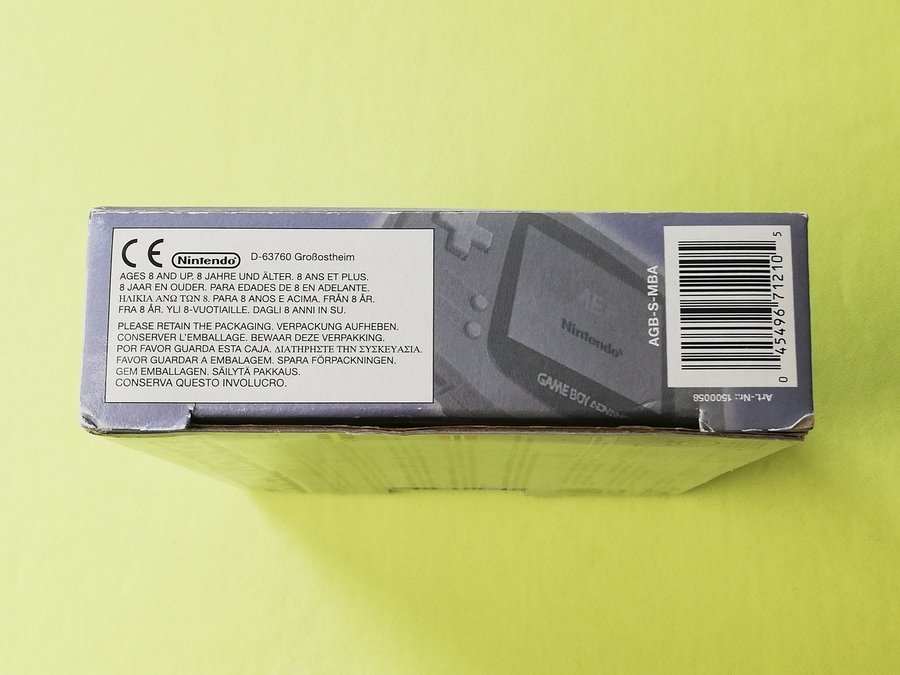 CE Nintendo D-63760 Großostheim
AGES 8 AND UP. 8 JAHRE UND ÄLTER. 8 ANS ET PLUS.
8 JAAR EN OUDER. PARA EDADES DE 8 EN ADELANTE.
ΗΛΙΚΙΑ ΑΝΩ ΤΩΝ 8. PARA 8 ANOS E ACIMA. FRÅN 8 ÅR.
FRA 8 ÅR. YLI 8-VUOTIAILLE. DAGLI 8 ANNI IN SU.
PLEASE RETAIN THE PACKAGING. VERPACKUNG AUFHEBEN.
CONSERVER L'EMBALLAGE. BEWAAR DEZE VERPAKKING.
POR FAVOR GUARDA ESTA CAJA. ΔΙΑΤΗΡΗΣΤΕ ΤΗΝ ΣΥΣΚΕΥΑΣΙΑ.
FAVOR GUARDAR A EMBALAGEM. SPARA FÖRPACKNINGEN.
GEM EMBALLAGEN. SÄILYTÄ PAKKAUS.
CONSERVA QUESTO INVOLUCRO.
Nintendo
GAME BOY ADVAN
AGB-S-MBA
0 45496 71210 5
Art.-Nr.: 1500058